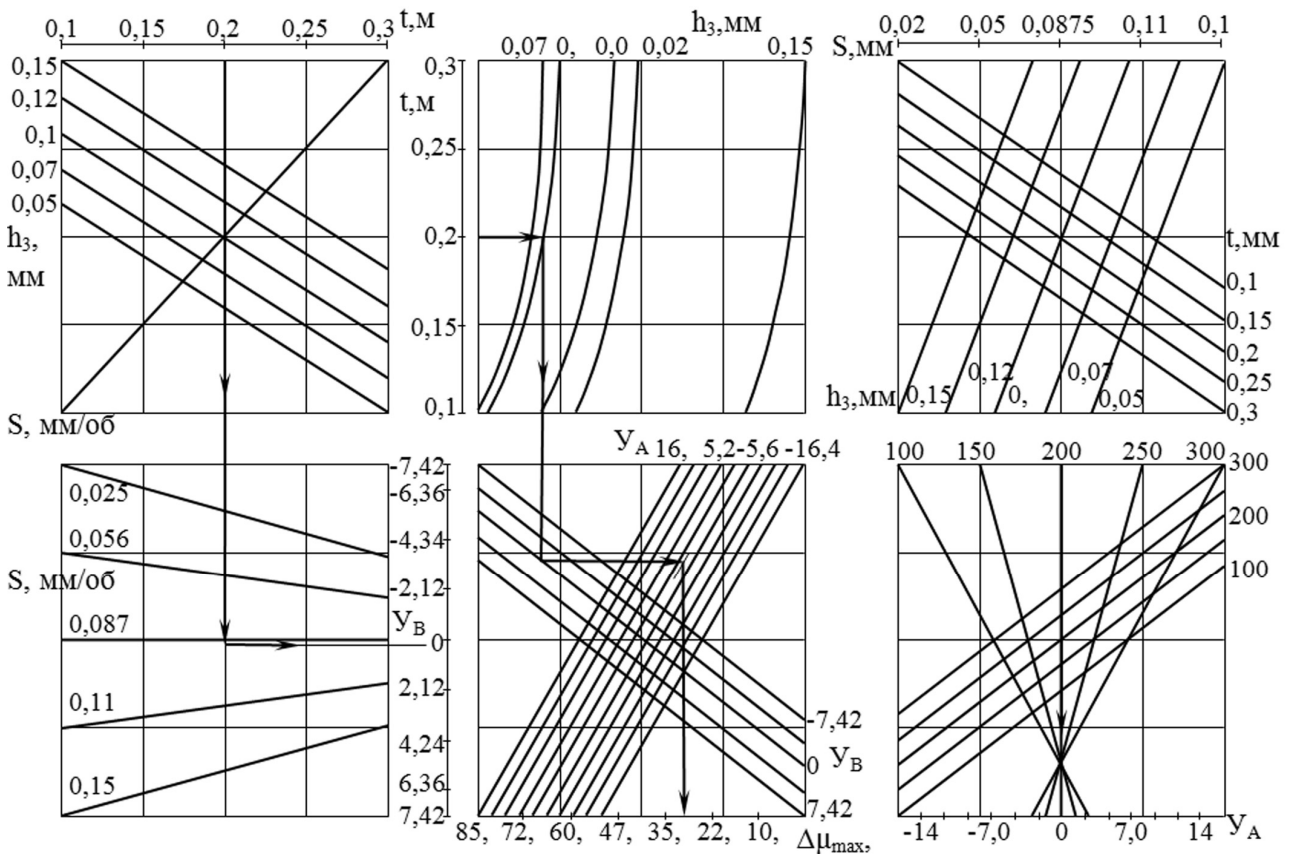 0,1 0,15 0,2 0,25 0,3 t,м
0,15
0,12
0,1
0,07
0,05
h₃,
мм
h₃,мм
0,07 0, 0,0 0,02 0,15
0,3
t,м
0,25
0,2
0,15
0,1
0,02 0,05 0,0875 0,11 0,1
S,мм
t,мм
0,1
0,15
0,2
0,25
0,3
h₃,мм 0,15 0,12 0, 0,07 0,05
S, мм/об
0,025
0,056
S, мм/об
0,087
0,11
0,15
-7,42
-6,36
-4,34
-2,12
У_В
0
2,12
4,24
6,36
7,42
У_А 16, 5,2 -5,6 -16,4
-7,42
0 У_В
7,42
85, 72, 60, 47, 35, 22, 10, Δμmax,
100 150 200 250 300
300
200
100
-14 -7,0 0 7,0 14 У_А